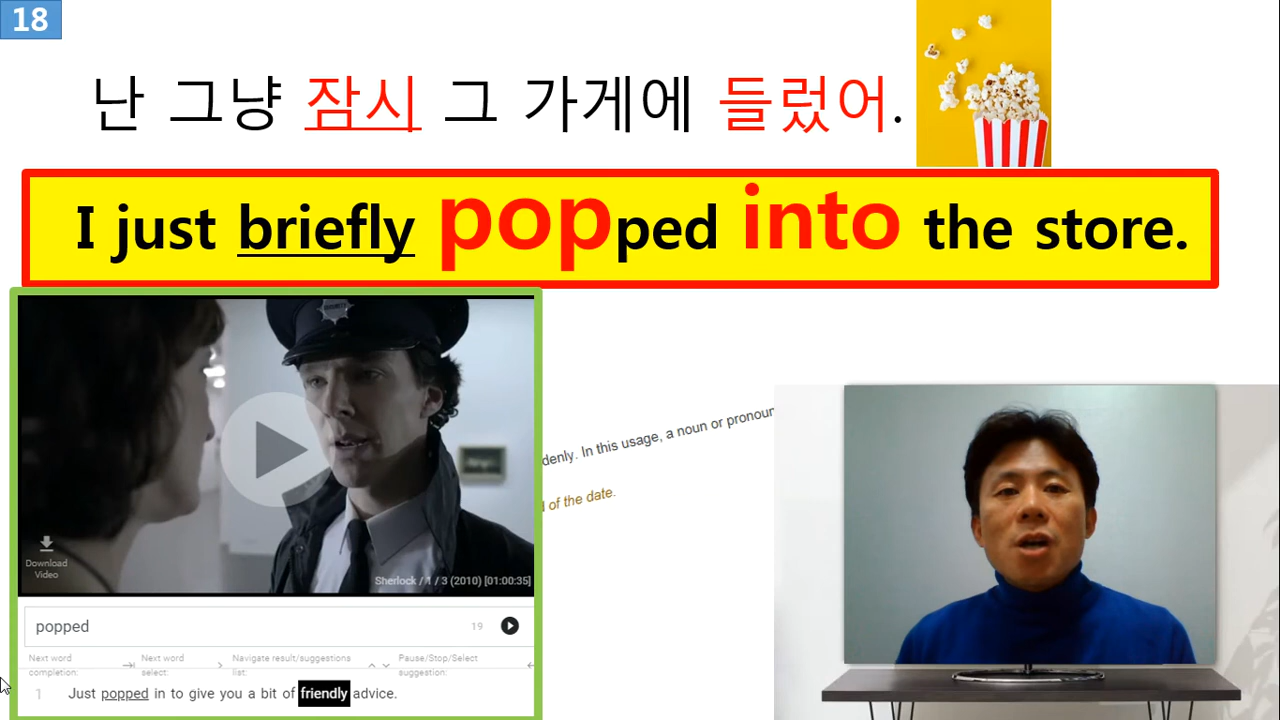 18
난 그냥 잠시 그 가게에 들렀어.
I just briefly popped into the store.
denly. In this usage, a noun or pronoun
of the date.
SECURITY
Download
Video
Sherlock / 1 / 3 (2010) [01:00:35]
popped 19
Next word completion: Next word select: Navigate result/suggestions list: Pause/Stop/Select suggestion:
1 Just popped in to give you a bit of friendly advice.